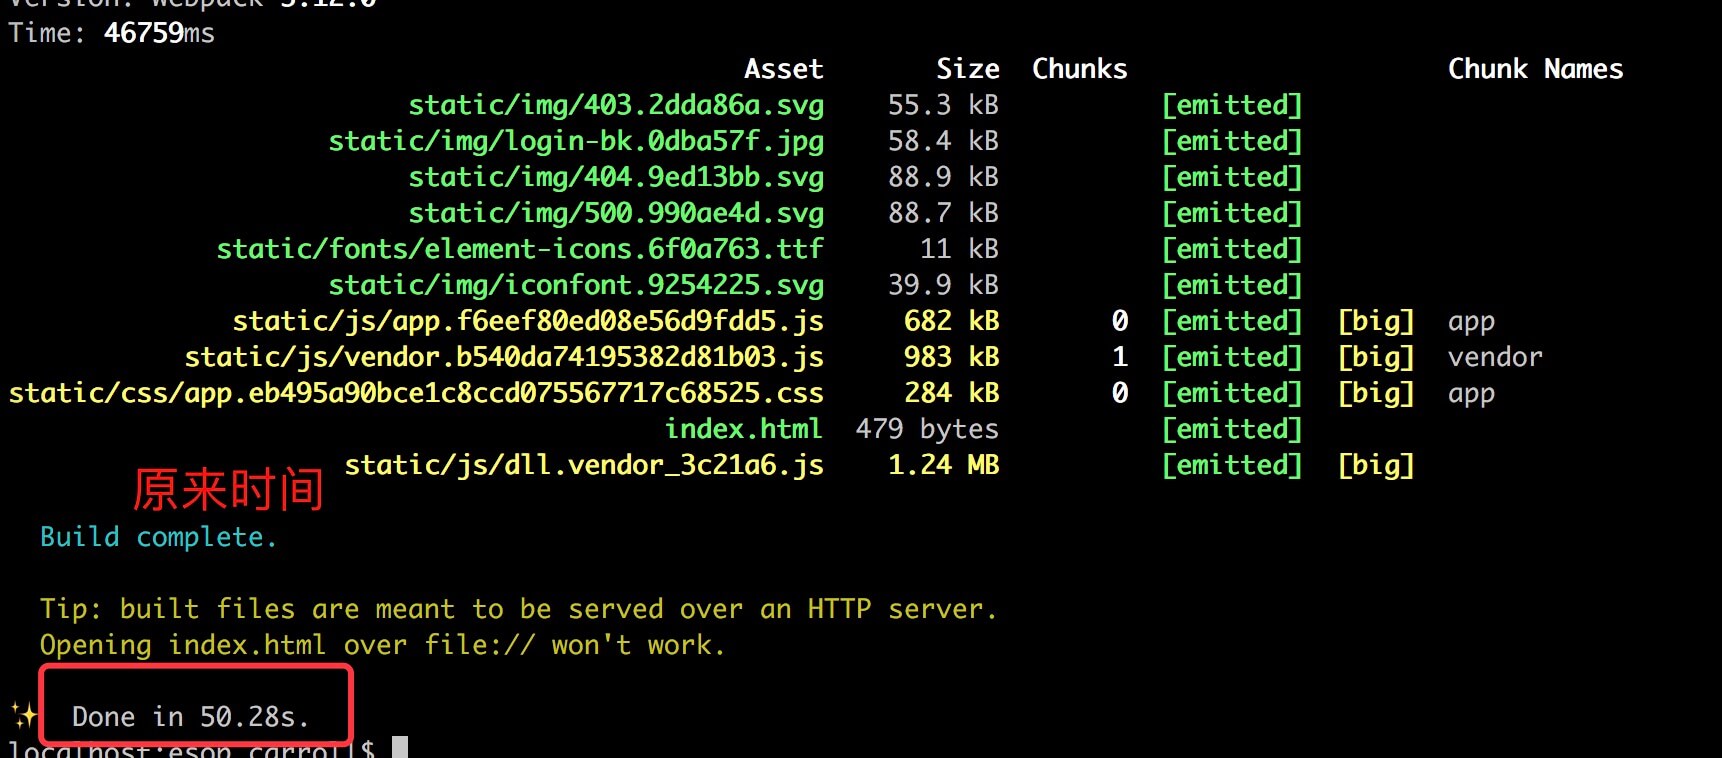 Version: webpack 3.12.0
Time: 46759ms
Asset Size Chunks Chunk Names
static/img/403.2dda86a.svg 55.3 kB [emitted]
static/img/login-bk.0dba57f.jpg 58.4 kB [emitted]
static/img/404.9ed13bb.svg 88.9 kB [emitted]
static/img/500.990ae4d.svg 88.7 kB [emitted]
static/fonts/element-icons.6f0a763.ttf 11 kB [emitted]
static/img/iconfont.9254225.svg 39.9 kB [emitted]
static/js/app.f6eef80ed08e56d9fdd5.js 682 kB 0 [emitted] [big] app
static/js/vendor.b540da74195382d81b03.js 983 kB 1 [emitted] [big] vendor
static/css/app.eb495a90bce1c8ccd075567717c68525.css 284 kB 0 [emitted] [big] app
index.html 479 bytes [emitted]
static/js/dll.vendor_3c21a6.js 1.24 MB [emitted] [big]
原来时间
Build complete.
Tip: built files are meant to be served over an HTTP server.
Opening index.html over file:// won't work.
Done in 50.28s.
localhost:esop carroll$